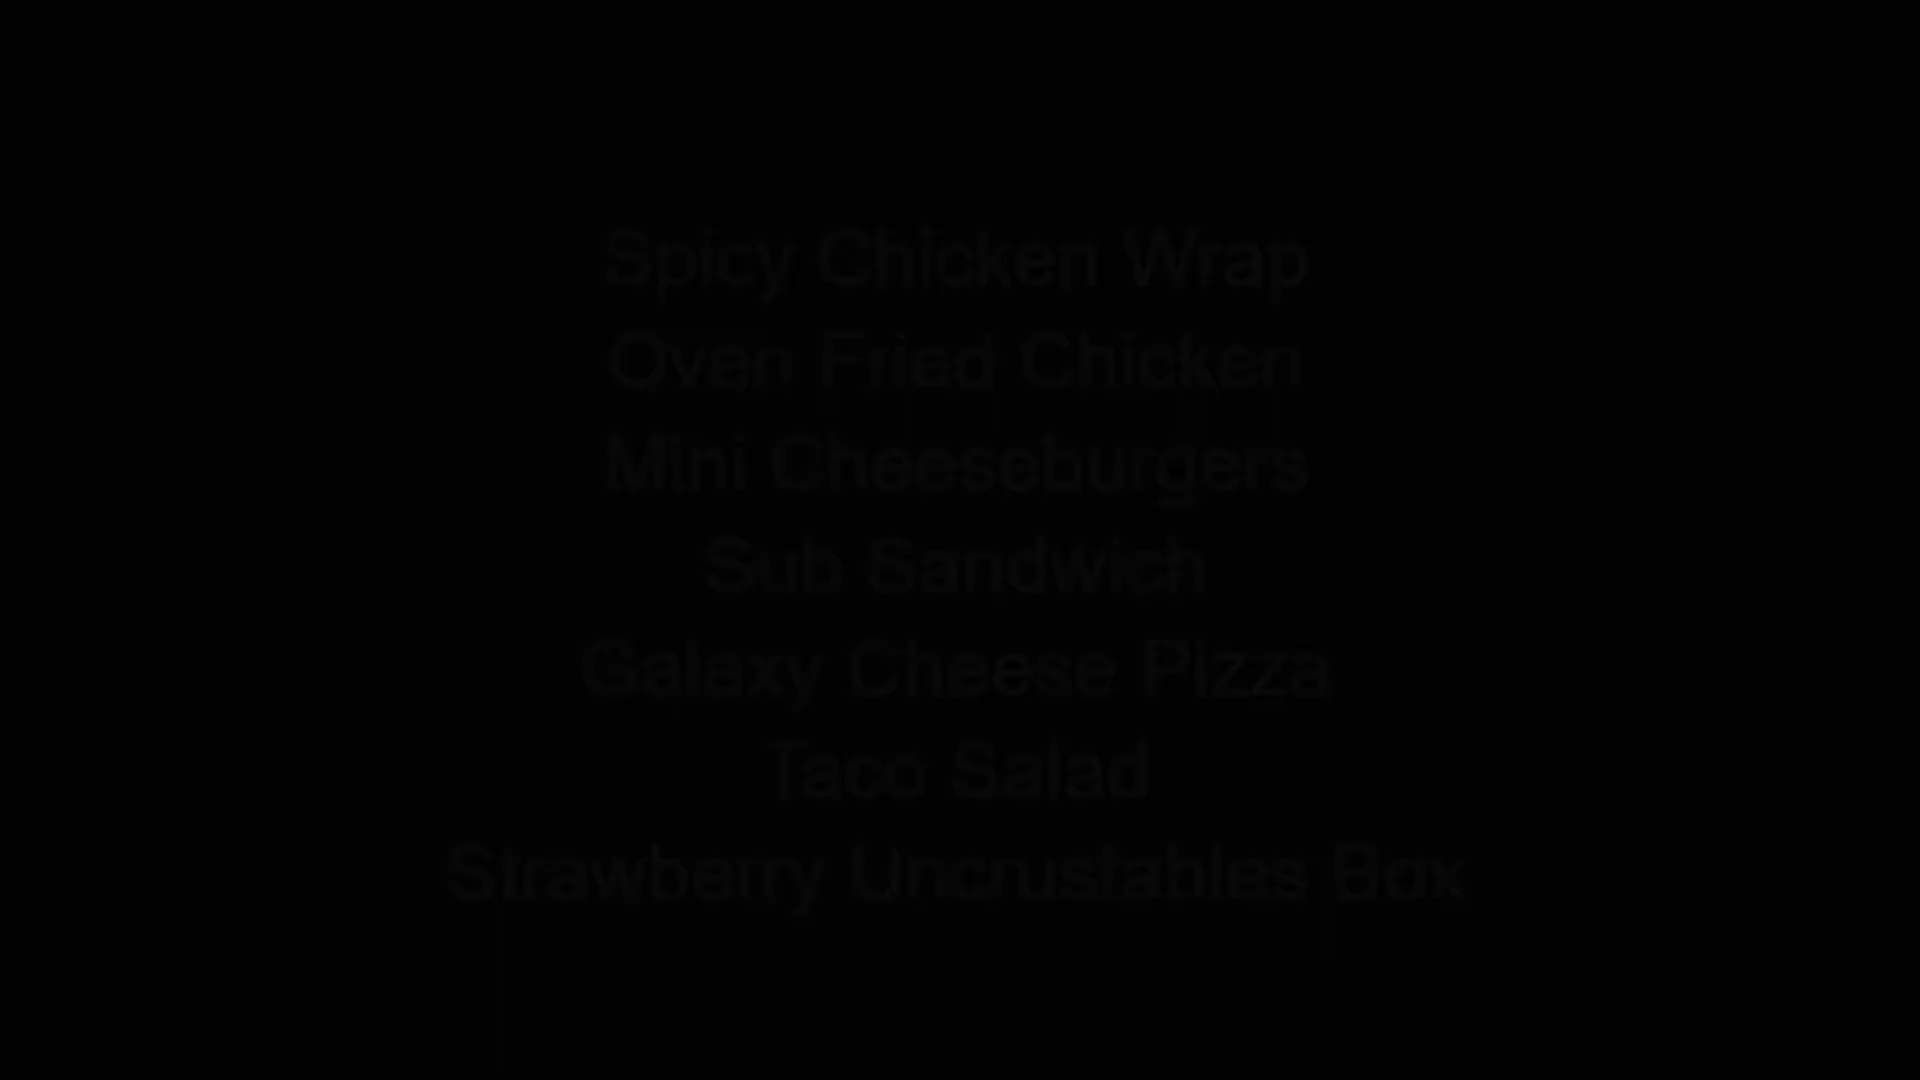 Spicy Chicken Wrap
Oven Fried Chicken
Mini Cheeseburgers
Sub Sandwich
Galaxy Cheese Pizza
Taco Salad
Strawberry Uncrustables Box